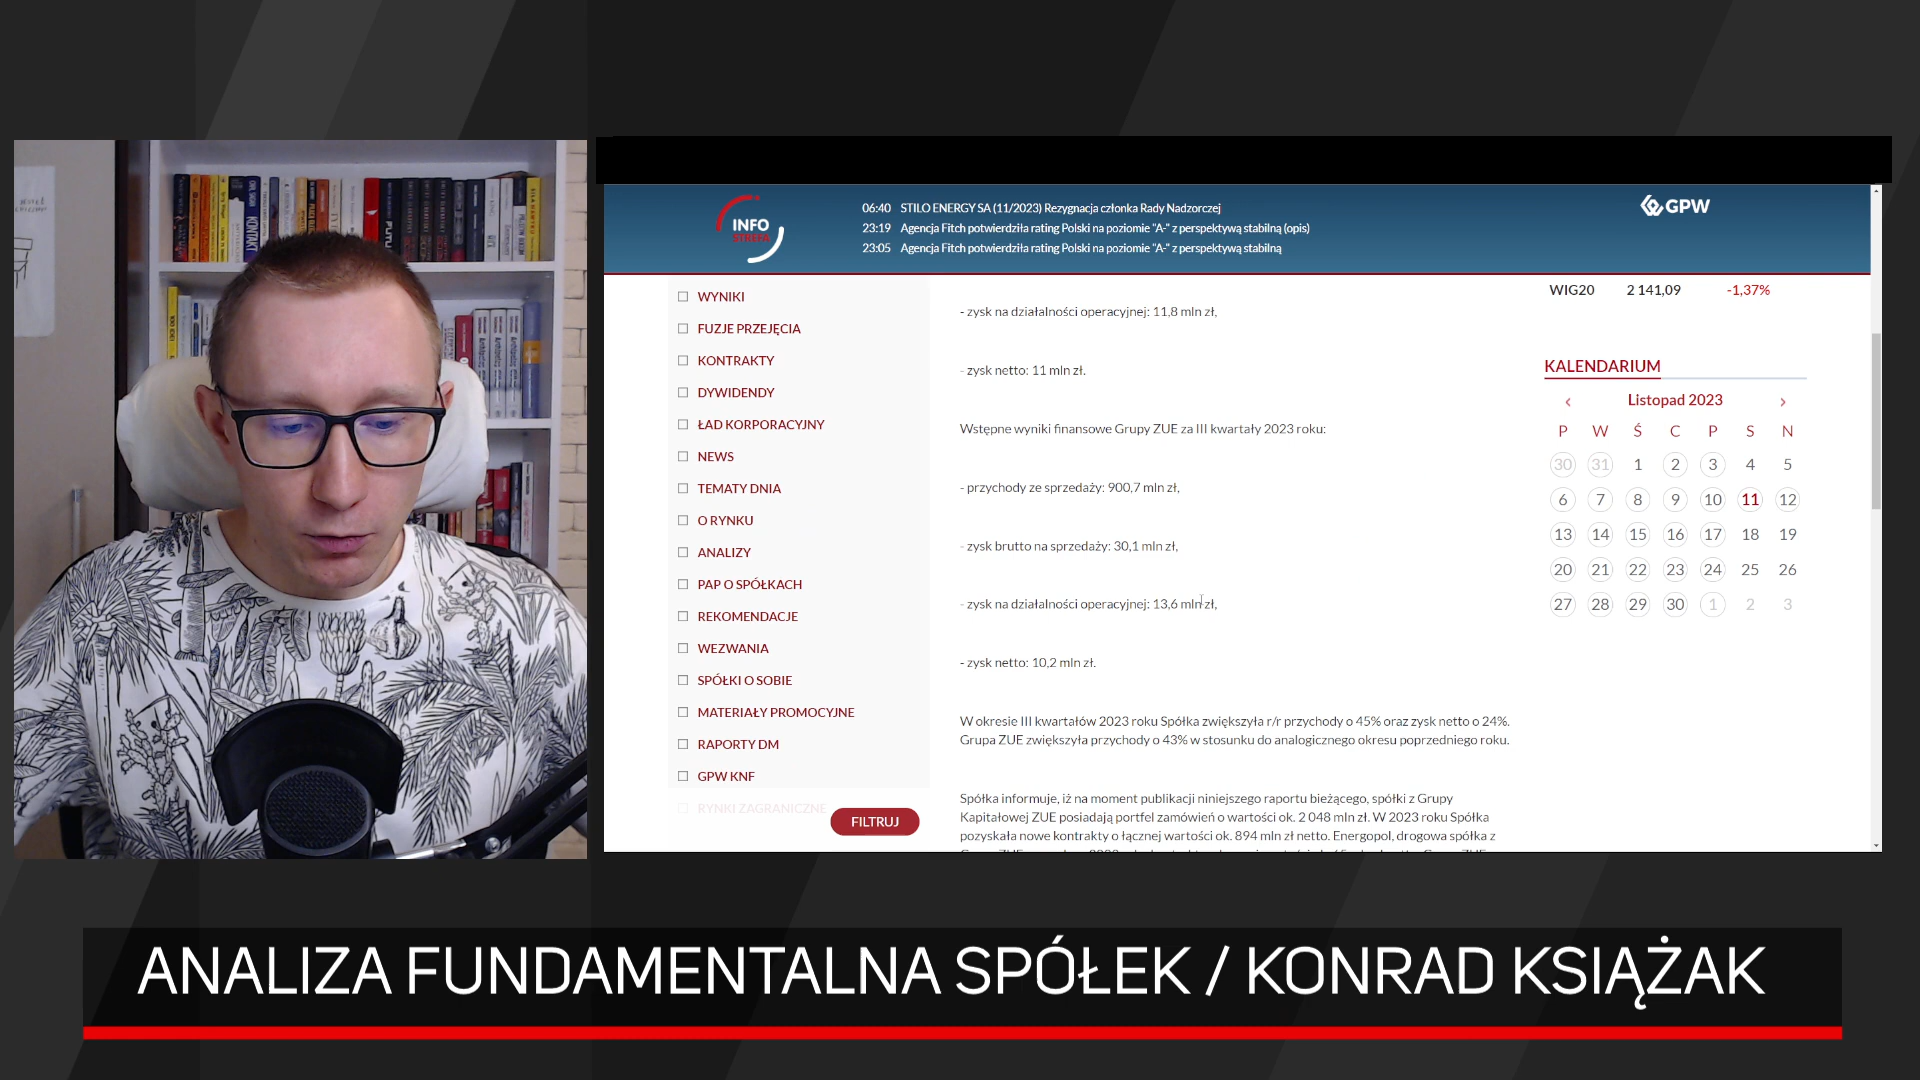 KONTAKT
INFO
STREFA
06:40 STILO ENERGY SA (11/2023) Rezygnacja członka Rady Nadzorczej
23:19 Agencja Fitch potwierdziła rating Polski na poziomie "A-" z perspektywą stabilną (opis)
23:05 Agencja Fitch potwierdziła rating Polski na poziomie "A-" z perspektywą stabilną
GPW
WYNIKI
FUZJE PRZEJĘCIA
KONTRAKTY
DYWIDENDY
ŁAD KORPORACYJNY
NEWS
TEMATY DNIA
O RYNKU
ANALIZY
PAP O SPÓŁKACH
REKOMENDACJE
WEZWANIA
SPÓŁKI O SOBIE
MATERIAŁY PROMOCYJNE
RAPORTY DM
GPW KNF
RYNKI ZAGRANICZNE
FILTRUJ
- zysk na działalności operacyjnej: 11,8 mln zł,
- zysk netto: 11 mln zł.
Wstępne wyniki finansowe Grupy ZUE za III kwartały 2023 roku:
- przychody ze sprzedaży: 900,7 mln zł,
- zysk brutto na sprzedaży: 30,1 mln zł,
- zysk na działalności operacyjnej: 13,6 mln zł,
- zysk netto: 10,2 mln zł.
W okresie III kwartałów 2023 roku Spółka zwiększyła r/r przychody o 45% oraz zysk netto o 24%.
Grupa ZUE zwiększyła przychody o 43% w stosunku do analogicznego okresu poprzedniego roku.
Spółka informuje, iż na moment publikacji niniejszego raportu bieżącego, spółki z Grupy
Kapitałowej ZUE posiadają portfel zamówień o wartości ok. 2 048 mln zł. W 2023 roku Spółka
pozyskała nowe kontrakty o łącznej wartości ok. 894 mln zł netto. Energopol, drogowa spółka z
WIG20 2 141,09 -1,37%
KALENDARIUM
‹ Listopad 2023 ›
P W Ś C P S N
30 31 1 2 3 4 5
6 7 8 9 10 11 12
13 14 15 16 17 18 19
20 21 22 23 24 25 26
27 28 29 30 1 2 3
ANALIZA FUNDAMENTALNA SPÓŁEK / KONRAD KSIĄŻAK